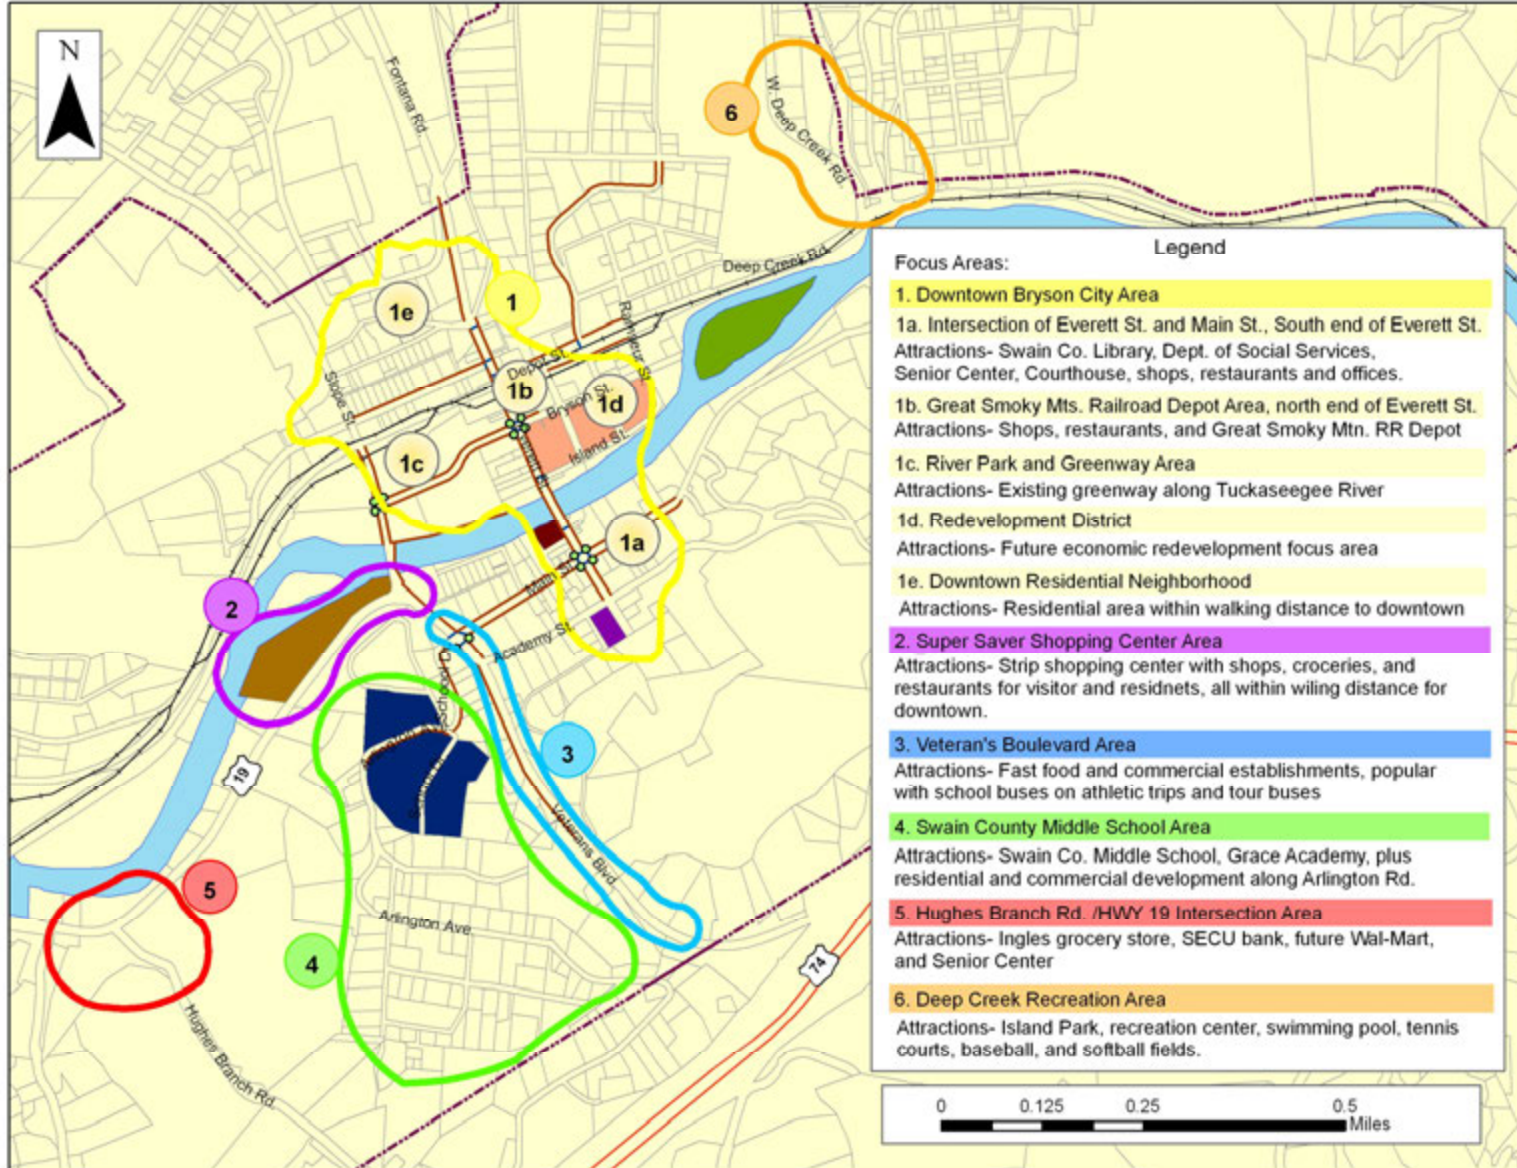 N
Fontana Rd.
W. Deep Creek Rd.
6
Deep Creek Rd.
1e
1
Ramseur St.
Slope St.
Depot St.
1b
1d
Bryson St.
Island St.
1c
1a
Main St.
2
Academy St.
School Dr.
3
19
Veterans Blvd.
5
Arlington Ave
4
74
Hughes Branch Rd.
Legend
Focus Areas:
1. Downtown Bryson City Area
1a. Intersection of Everett St. and Main St., South end of Everett St.
Attractions- Swain Co. Library, Dept. of Social Services,
Senior Center, Courthouse, shops, restaurants and offices.
1b. Great Smoky Mts. Railroad Depot Area, north end of Everett St.
Attractions- Shops, restaurants, and Great Smoky Mtn. RR Depot
1c. River Park and Greenway Area
Attractions- Existing greenway along Tuckaseegee River
1d. Redevelopment District
Attractions- Future economic redevelopment focus area
1e. Downtown Residential Neighborhood
Attractions- Residential area within walking distance to downtown
2. Super Saver Shopping Center Area
Attractions- Strip shopping center with shops, croceries, and
restaurants for visitor and residnets, all within wiling distance for
downtown.
3. Veteran's Boulevard Area
Attractions- Fast food and commercial establishments, popular
with school buses on athletic trips and tour buses
4. Swain County Middle School Area
Attractions- Swain Co. Middle School, Grace Academy, plus
residential and commercial development along Arlington Rd.
5. Hughes Branch Rd. /HWY 19 Intersection Area
Attractions- Ingles grocery store, SECU bank, future Wal-Mart,
and Senior Center
6. Deep Creek Recreation Area
Attractions- Island Park, recreation center, swimming pool, tennis
courts, baseball, and softball fields.
0 0.125 0.25 0.5
Miles